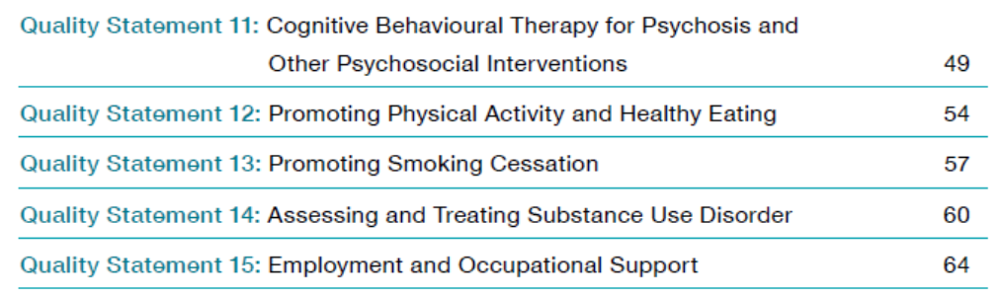 Quality Statement 11: Cognitive Behavioural Therapy for Psychosis and
Other Psychosocial Interventions 49
Quality Statement 12: Promoting Physical Activity and Healthy Eating 54
Quality Statement 13: Promoting Smoking Cessation 57
Quality Statement 14: Assessing and Treating Substance Use Disorder 60
Quality Statement 15: Employment and Occupational Support 64